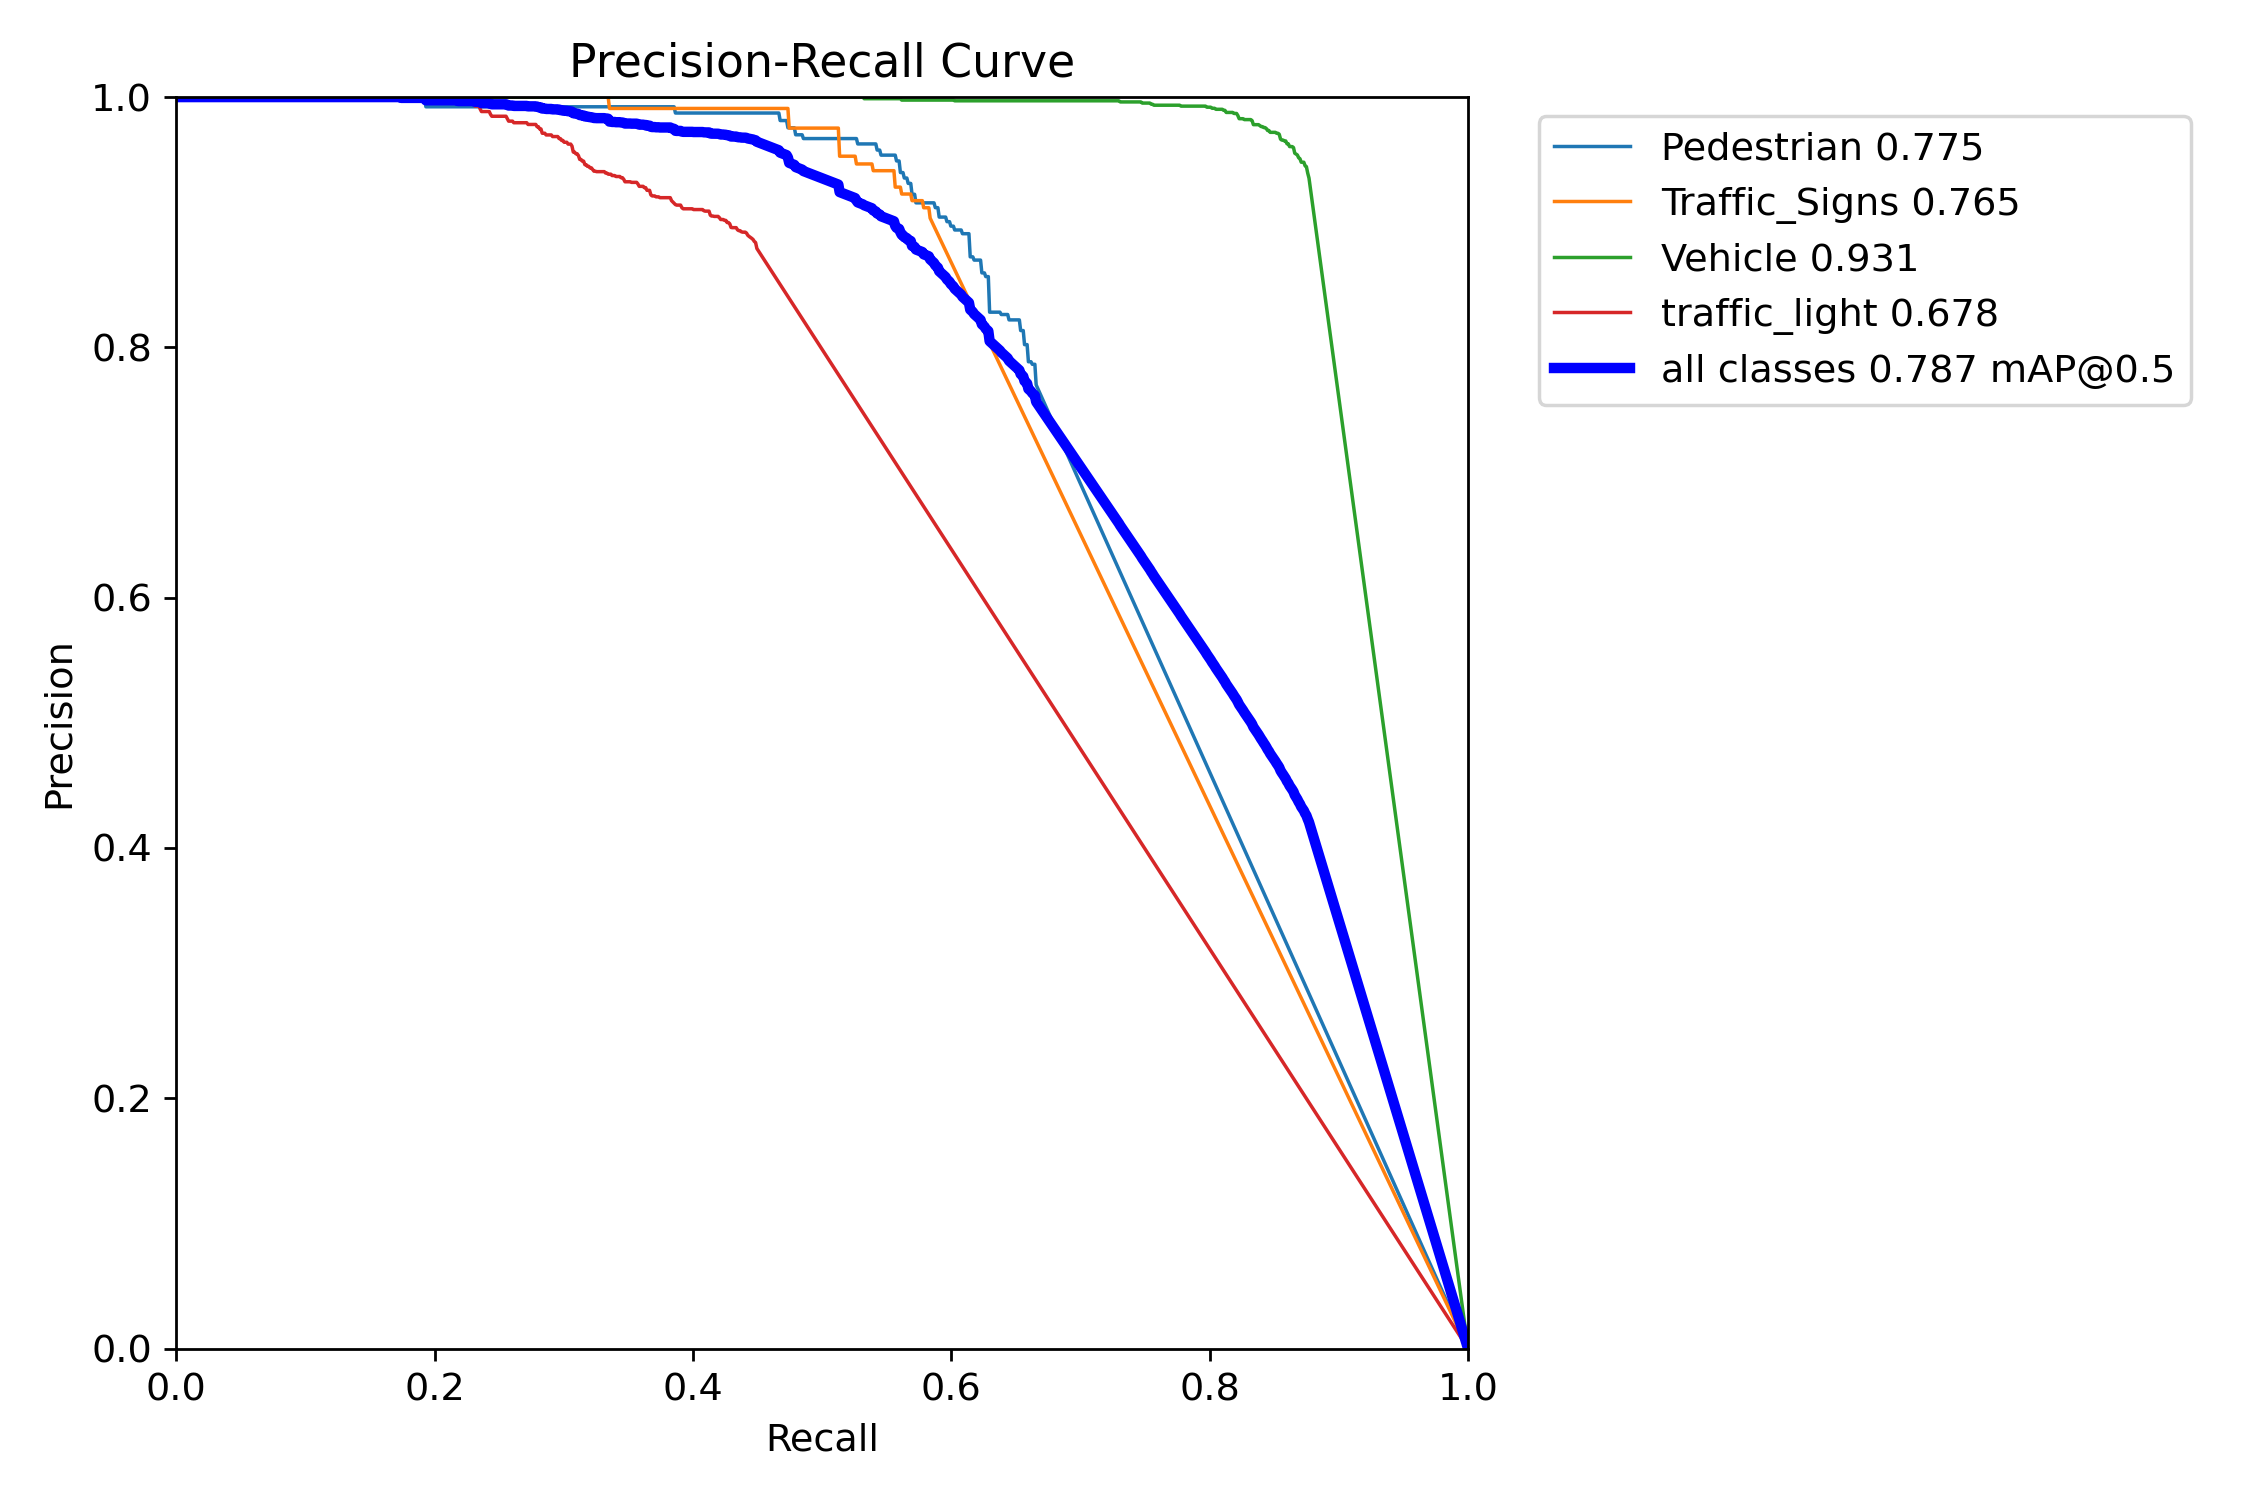 Precision-Recall Curve
1.0
0.8
0.6
0.4
0.2
0.0
Precision
0.0 0.2 0.4 0.6 0.8 1.0
Recall
Pedestrian 0.775
Traffic_Signs 0.765
Vehicle 0.931
traffic_light 0.678
all classes 0.787 mAP@0.5